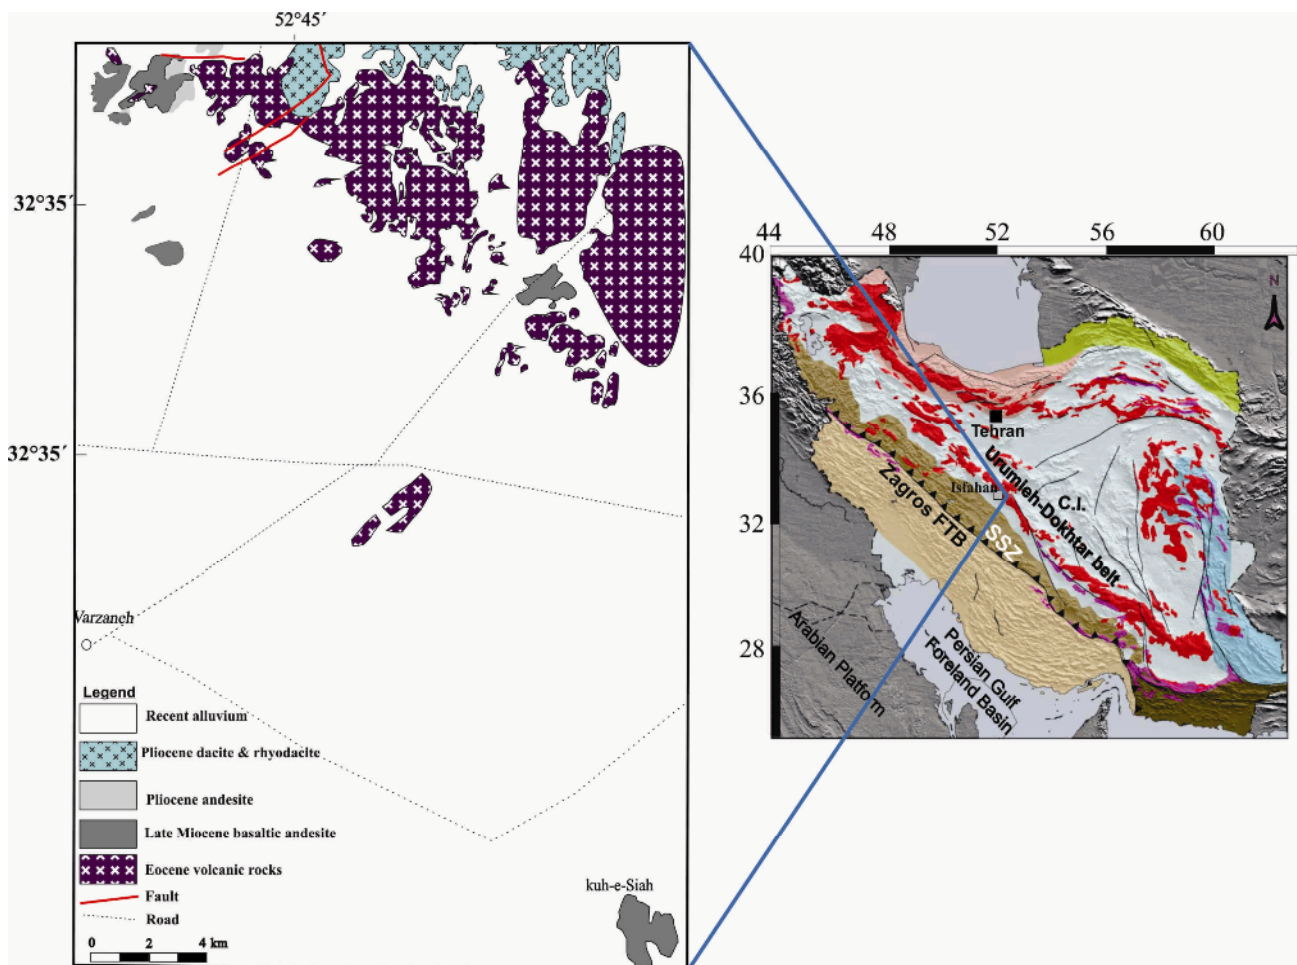 52°45´
32°35´
32°35´
Varzaneh
Legend
Recent alluvium
Pliocene dacite & rhyodacite
Pliocene andesite
Late Miocene basaltic andesite
Eocene volcanic rocks
Fault
Road
0 2 4 km
kuh-e-Siah
44 48 52 56 60
40
36
32
28
N
Tehran
Isfahan
Urumieh-Dokhtar belt
C.I.
Zagros FTB
SSZ
Arabian Platform
Persian Gulf
Foreland Basin